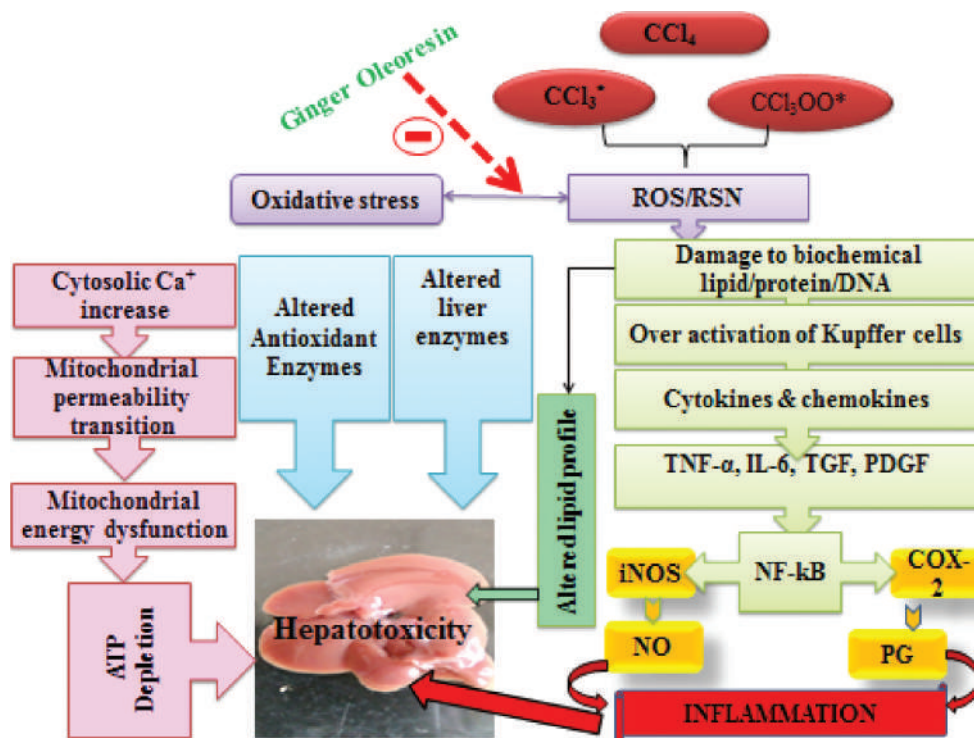 CCl₄
Ginger Oleoresin
CCl₃*
CCl₃OO*
Oxidative stress
ROS/RSN
Damage to biochemical
lipid/protein/DNA
Cytosolic Ca⁺
increase
Altered
Antioxidant
Enzymes
Altered
liver
enzymes
Over activation of Kupffer cells
Mitochondrial
permeability
transition
Cytokines & chemokines
Altered lipid profile
TNF-α, IL-6, TGF, PDGF
Mitochondrial
energy dysfunction
iNOS
NF-kB
COX-
2
Hepatotoxicity
NO
PG
ATP
Depletion
INFLAMMATION